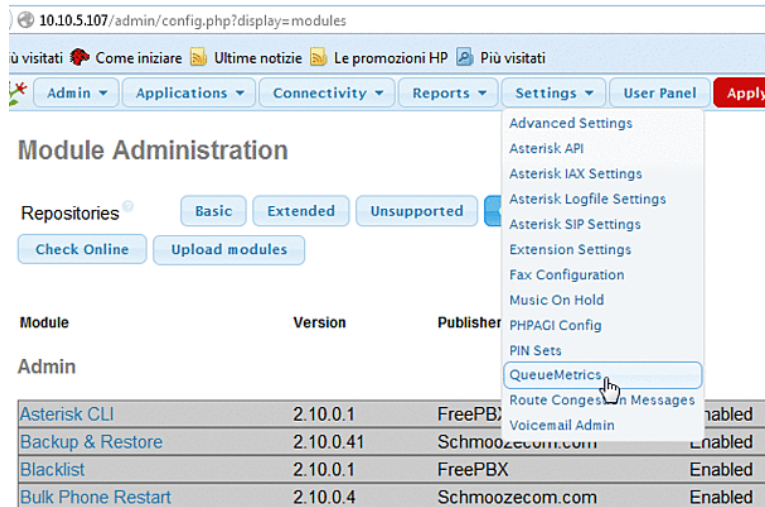 10.10.5.107/admin/config.php?display=modules
ù visitati Come iniziare Ultime notizie Le promozioni HP Più visitati
Admin Applications Connectivity Reports Settings User Panel Apply
Module Administration
Repositories Basic Extended Unsupported
Check Online Upload modules
Advanced Settings
Asterisk API
Asterisk IAX Settings
Asterisk Logfile Settings
Asterisk SIP Settings
Extension Settings
Fax Configuration
Music On Hold
PHPAGI Config
PIN Sets
QueueMetrics
Route Congestion Messages
Voicemail Admin
Module Version Publisher
Admin
Asterisk CLI 2.10.0.1 FreePBX nabled
Backup & Restore 2.10.0.41 Schmoozecom.com Enabled
Blacklist 2.10.0.1 FreePBX Enabled
Bulk Phone Restart 2.10.0.4 Schmoozecom.com Enabled